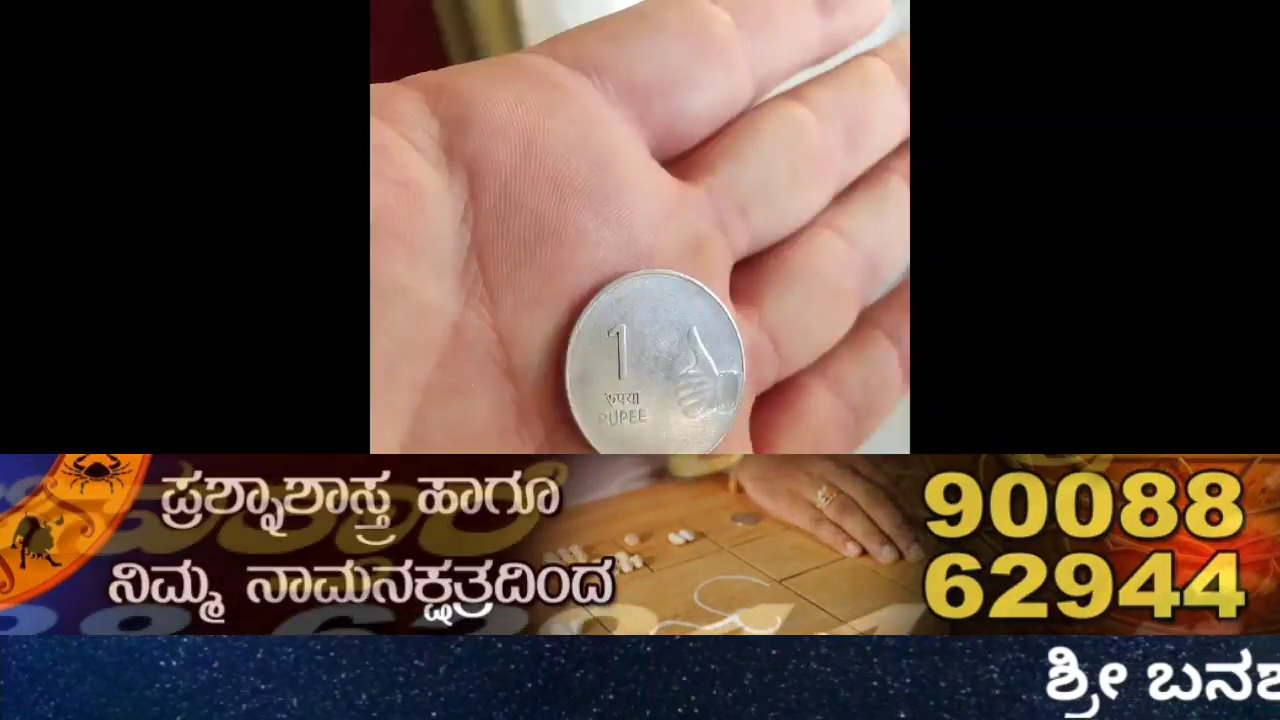 1
रुपया
RUPEE
ಪ್ರಶ್ನಾಶಾಸ್ತ್ರ ಹಾಗೂ
ನಿಮ್ಮ ನಾಮನಕ್ಷತ್ರದಿಂದ
90088
62944
ಶ್ರೀ